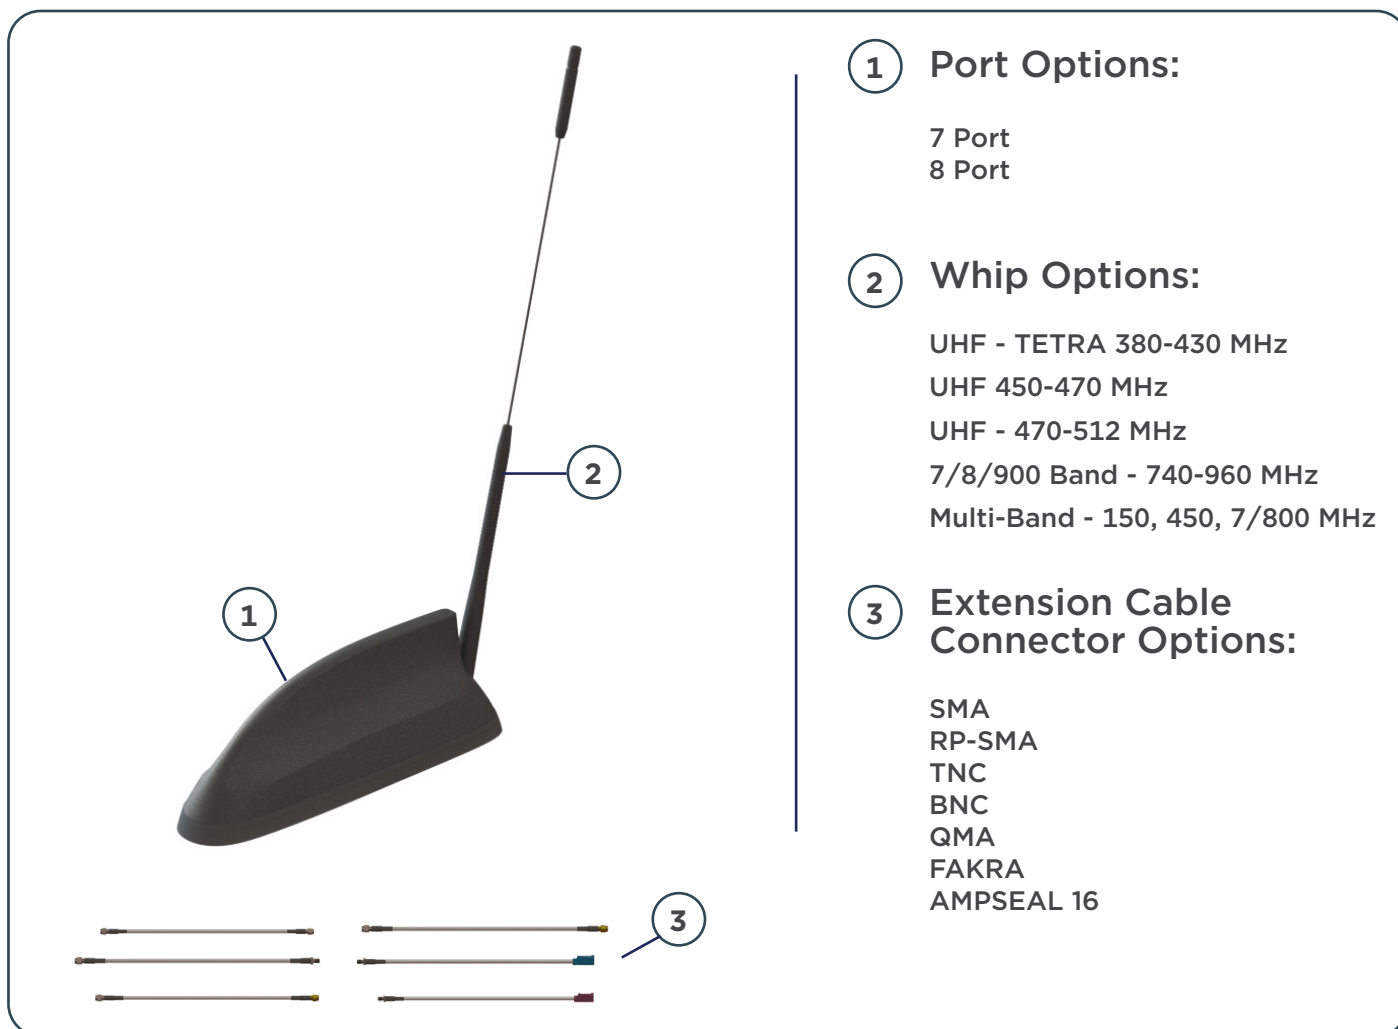 1 Port Options:
7 Port
8 Port
2 Whip Options:
UHF - TETRA 380-430 MHz
UHF 450-470 MHz
UHF - 470-512 MHz
7/8/900 Band - 740-960 MHz
Multi-Band - 150, 450, 7/800 MHz
3 Extension Cable
Connector Options:
SMA
RP-SMA
TNC
BNC
QMA
FAKRA
AMPSEAL 16
2
1
3